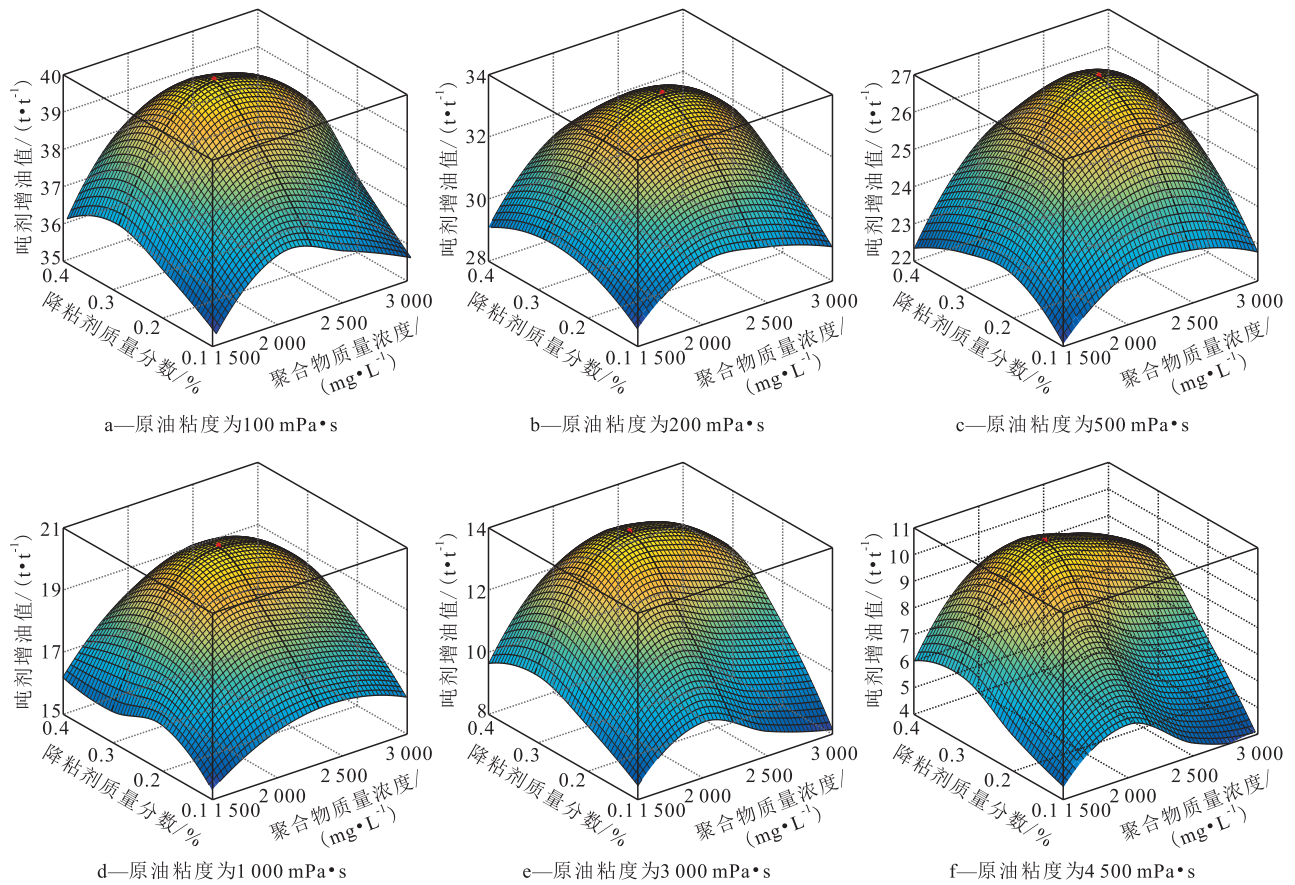 吨剂增油值/(t•t⁻¹)
40
39
38
37
36
35
0.4
0.3
0.2
0.1
降粘剂质量分数/%
1 500
2 000
2 500
3 000
聚合物质量浓度/
(mg•L⁻¹)
a—原油粘度为100 mPa•s
吨剂增油值/(t•t⁻¹)
34
32
30
28
0.4
0.3
0.2
0.1
降粘剂质量分数/%
1 500
2 000
2 500
3 000
聚合物质量浓度/
(mg•L⁻¹)
b—原油粘度为200 mPa•s
吨剂增油值/(t•t⁻¹)
27
26
25
24
23
22
0.4
0.3
0.2
0.1
降粘剂质量分数/%
1 500
2 000
2 500
3 000
聚合物质量浓度/
(mg•L⁻¹)
c—原油粘度为500 mPa•s
吨剂增油值/(t•t⁻¹)
21
19
17
15
0.4
0.3
0.2
0.1
降粘剂质量分数/%
1 500
2 000
2 500
3 000
聚合物质量浓度/
(mg•L⁻¹)
d—原油粘度为1 000 mPa•s
吨剂增油值/(t•t⁻¹)
14
12
10
8
0.4
0.3
0.2
0.1
降粘剂质量分数/%
1 500
2 000
2 500
3 000
聚合物质量浓度/
(mg•L⁻¹)
e—原油粘度为3 000 mPa•s
吨剂增油值/(t•t⁻¹)
11
10
9
8
7
6
5
4
0.4
0.3
0.2
0.1
降粘剂质量分数/%
1 500
2 000
2 500
3 000
聚合物质量浓度/
(mg•L⁻¹)
f—原油粘度为4 500 mPa•s